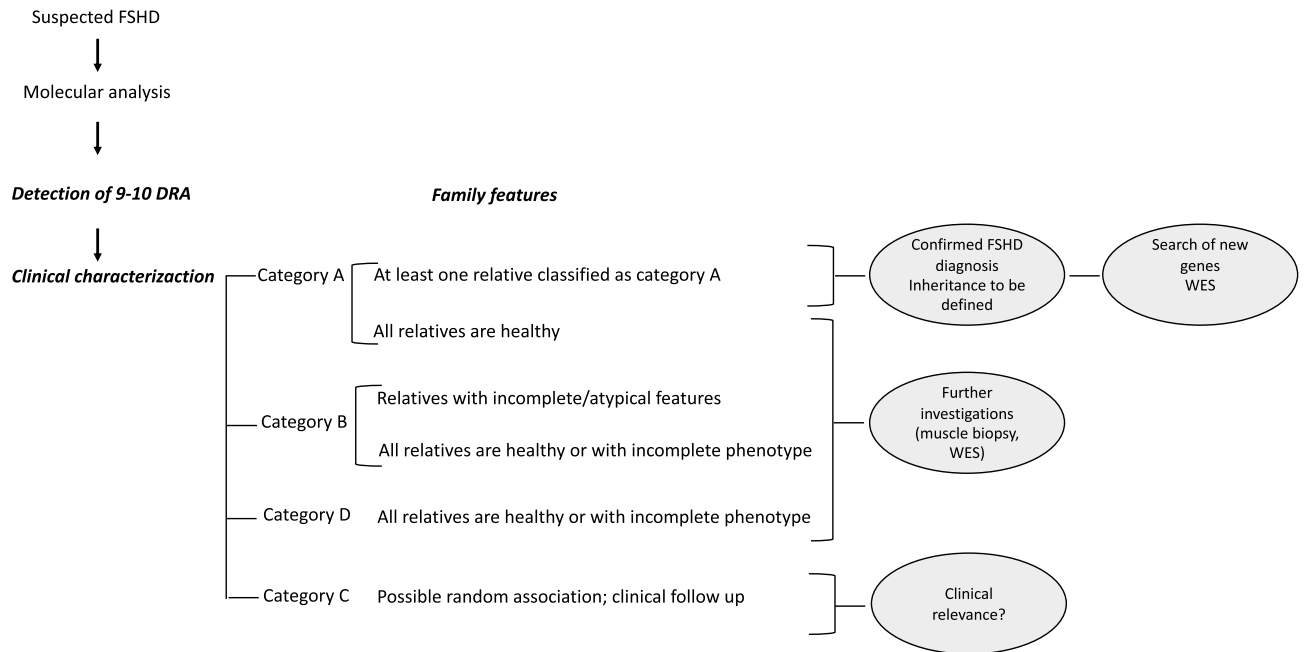 Suspected FSHD
Molecular analysis
Detection of 9-10 DRA
Family features
Clinical characterizaction
Category A
At least one relative classified as category A
All relatives are healthy
Confirmed FSHD
diagnosis
Inheritance to be
defined
Search of new
genes
WES
Category B
Relatives with incomplete/atypical features
All relatives are healthy or with incomplete phenotype
Further
investigations
(muscle biopsy,
WES)
Category D
All relatives are healthy or with incomplete phenotype
Category C
Possible random association; clinical follow up
Clinical
relevance?